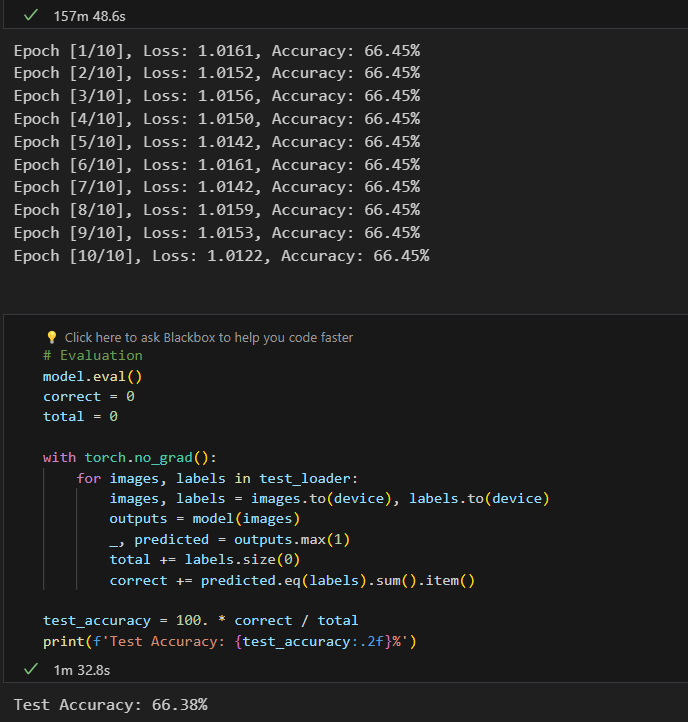 157m 48.6s
Epoch [1/10], Loss: 1.0161, Accuracy: 66.45%
Epoch [2/10], Loss: 1.0152, Accuracy: 66.45%
Epoch [3/10], Loss: 1.0156, Accuracy: 66.45%
Epoch [4/10], Loss: 1.0150, Accuracy: 66.45%
Epoch [5/10], Loss: 1.0142, Accuracy: 66.45%
Epoch [6/10], Loss: 1.0161, Accuracy: 66.45%
Epoch [7/10], Loss: 1.0142, Accuracy: 66.45%
Epoch [8/10], Loss: 1.0159, Accuracy: 66.45%
Epoch [9/10], Loss: 1.0153, Accuracy: 66.45%
Epoch [10/10], Loss: 1.0122, Accuracy: 66.45%
Click here to ask Blackbox to help you code faster
# Evaluation
model.eval()
correct = 0
total = 0
with torch.no_grad():
    for images, labels in test_loader:
        images, labels = images.to(device), labels.to(device)
        outputs = model(images)
        _, predicted = outputs.max(1)
        total += labels.size(0)
        correct += predicted.eq(labels).sum().item()
test_accuracy = 100. * correct / total
print(f'Test Accuracy: {test_accuracy:.2f}%')
1m 32.8s
Test Accuracy: 66.38%